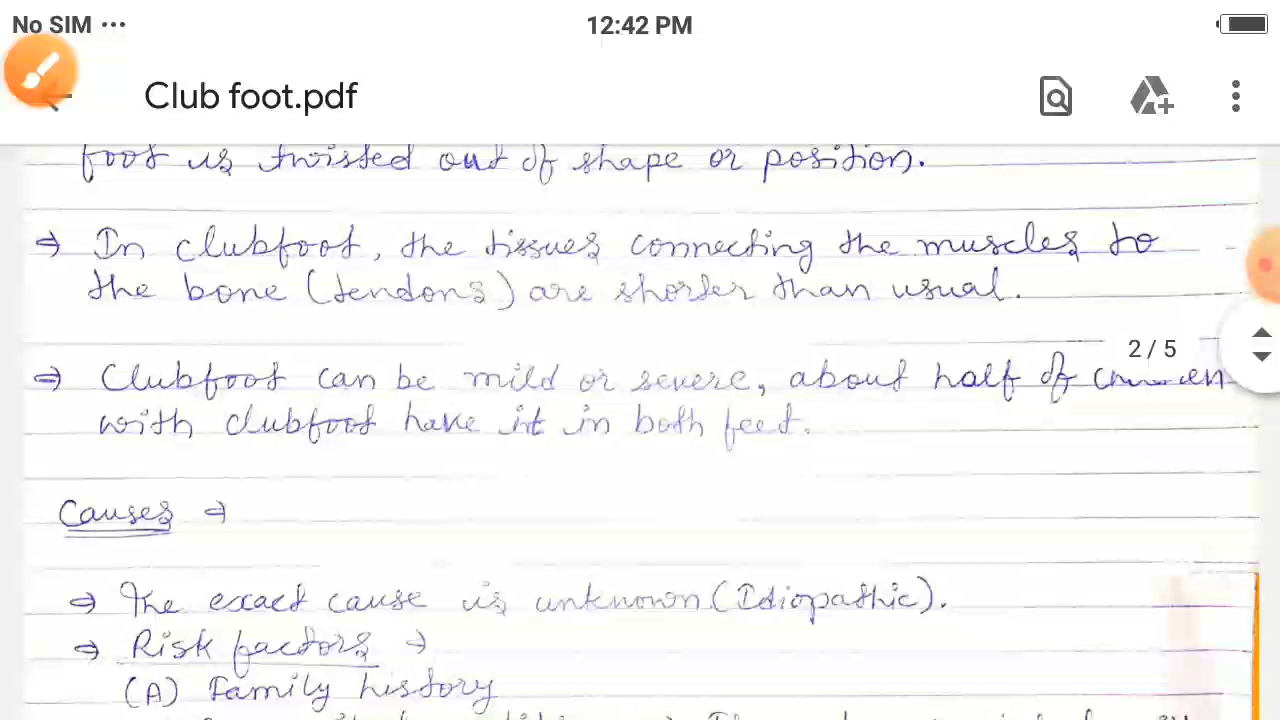 No SIM ...
12:42 PM
Club foot.pdf
foot is twisted out of shape or position.
⇒ In clubfoot, the tissues connecting the muscles to
the bone (tendons) are shorter than usual.
2/5
⇒ Clubfoot can be mild or severe, about half of
with clubfoot have it in both feet.
Causes ⇒
⇒ The exact cause is unknown (Idiopathic).
⇒ Risk factors →
(A) Family history